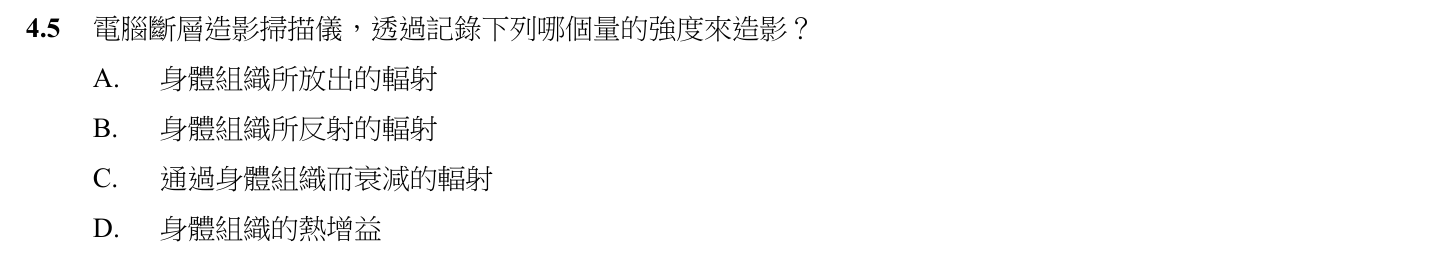 4.5 電腦斷層造影掃描儀，透過記錄下列哪個量的強度來造影？
A. 身體組織所放出的輻射
B. 身體組織所反射的輻射
C. 通過身體組織而衰減的輻射
D. 身體組織的熱增益